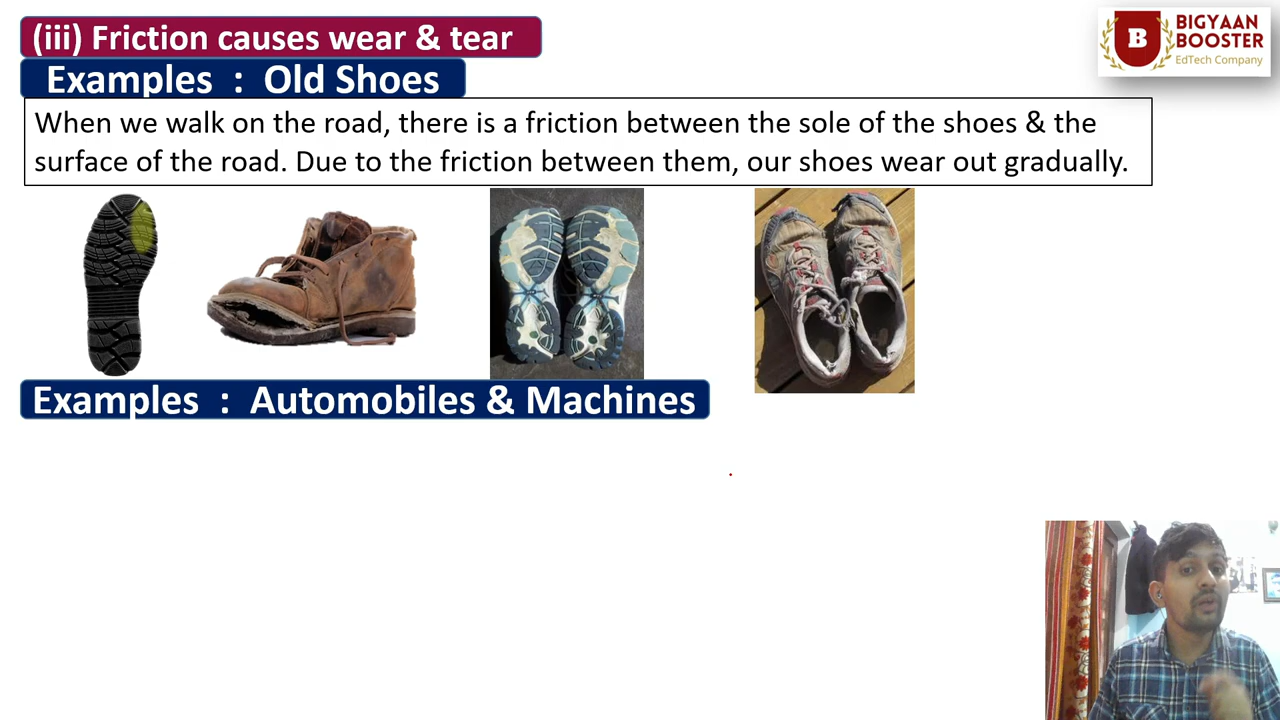 (iii) Friction causes wear & tear
BIGYAAN
BOOSTER
EdTech Company
B
Examples : Old Shoes
When we walk on the road, there is a friction between the sole of the shoes & the
surface of the road. Due to the friction between them, our shoes wear out gradually.
Examples : Automobiles & Machines